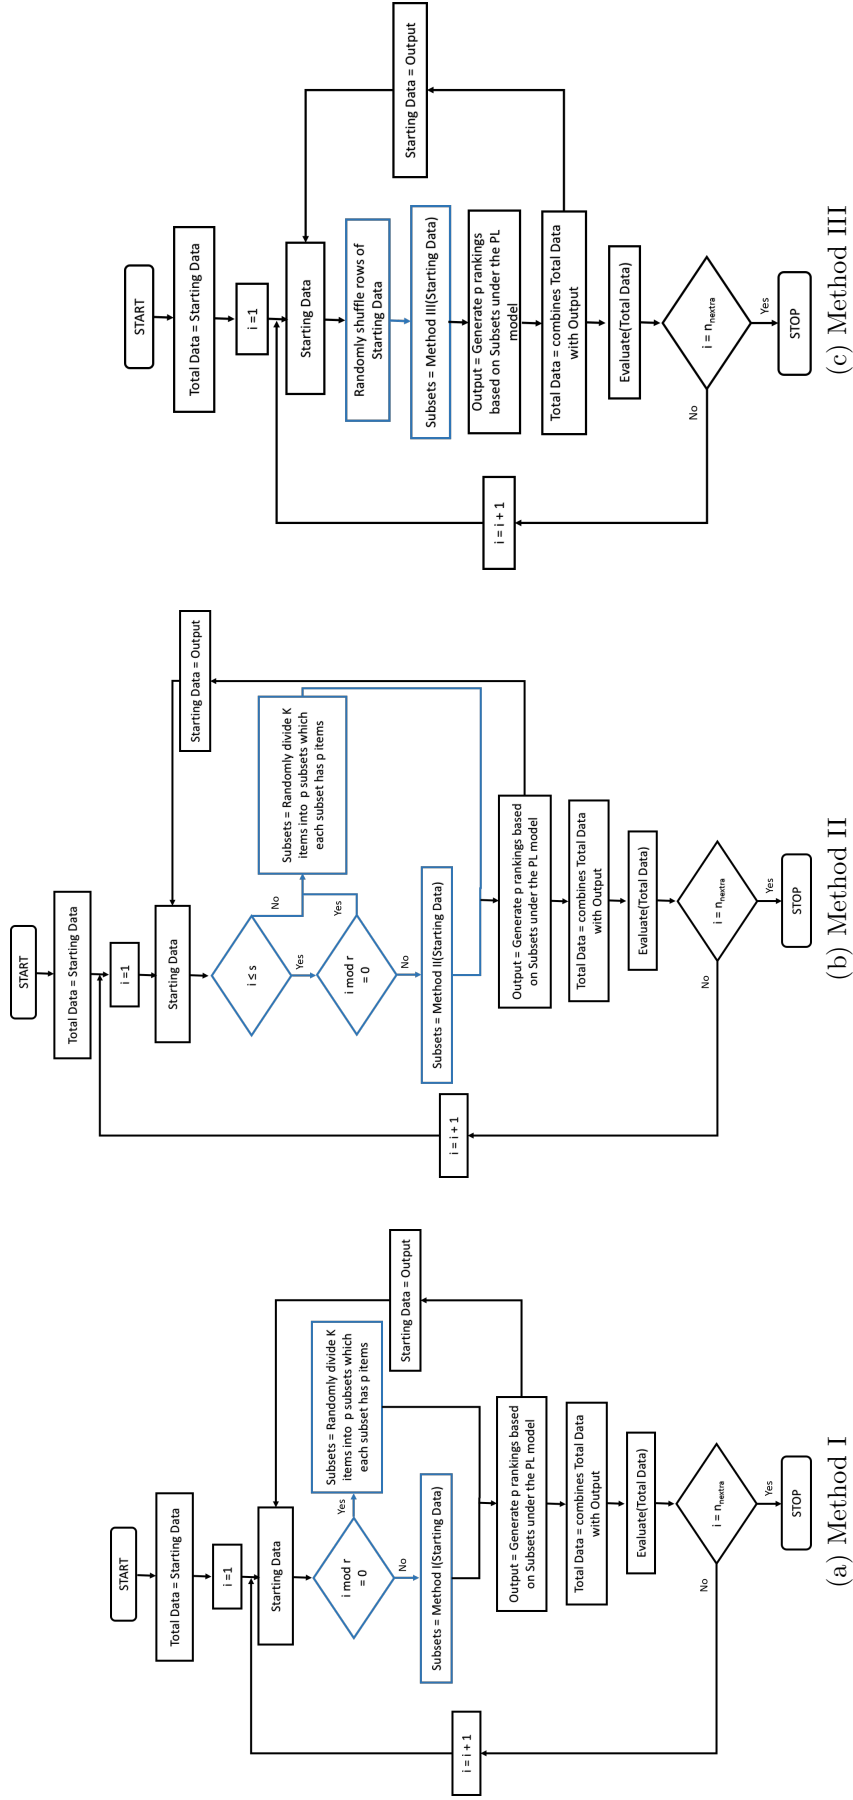 START
Total Data = Starting Data
i =1
Starting Data
i mod r
= 0
Yes
No
Subsets = Randomly divide K
items into p subsets which
each subset has p items
Subsets = Method I(Starting Data)
Starting Data = Output
Output = Generate p rankings based
on Subsets under the PL model
Total Data = combines Total Data
with Output
Evaluate(Total Data)
i = n_nextra
No
Yes
i = i + 1
STOP
(a) Method I
START
Total Data = Starting Data
i =1
Starting Data
i ≤ s
No
Yes
i mod r
= 0
Yes
No
Subsets = Randomly divide K
items into p subsets which
each subset has p items
Subsets = Method II(Starting Data)
Starting Data = Output
Output = Generate p rankings based
on Subsets under the PL model
Total Data = combines Total Data
with Output
Evaluate(Total Data)
i = n_nextra
No
Yes
i = i + 1
STOP
(b) Method II
START
Total Data = Starting Data
i =1
Starting Data
Randomly shuffle rows of
Starting Data
Subsets = Method III(Starting Data)
Starting Data = Output
Output = Generate p rankings
based on Subsets under the PL
model
Total Data = combines Total Data
with Output
Evaluate(Total Data)
i = n_nextra
No
Yes
i = i + 1
STOP
(c) Method III